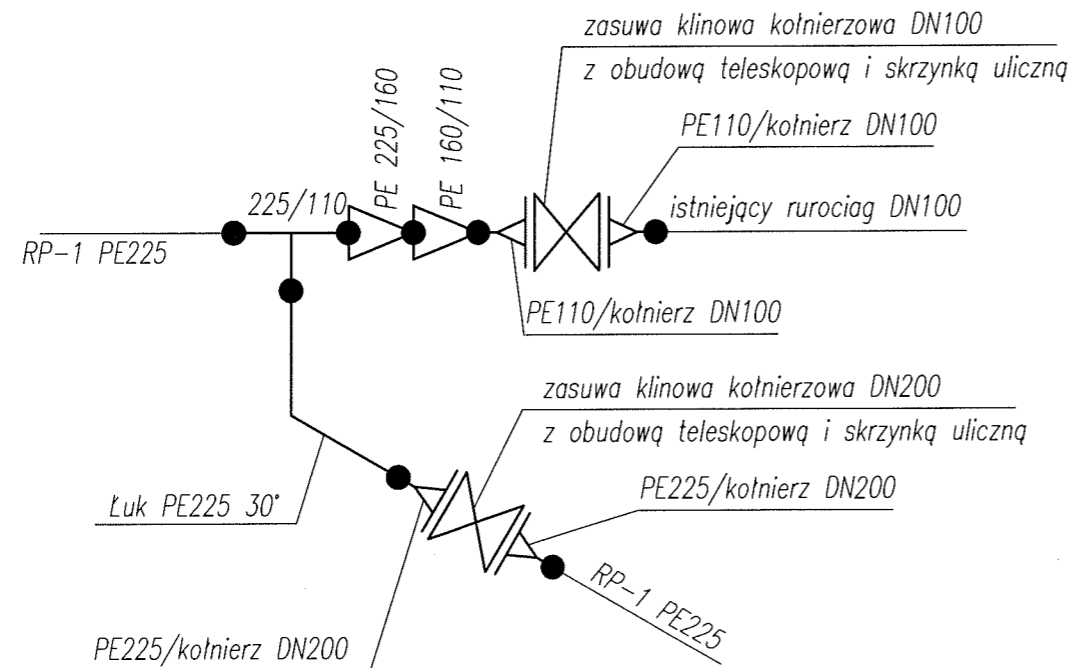 zasuwa klinowa kołnierzowa DN100
z obudową teleskopową i skrzynką uliczną
PE 225/160
PE 160/110
PE110/kołnierz DN100
225/110
istniejący rurociag DN100
RP-1 PE225
PE110/kołnierz DN100
zasuwa klinowa kołnierzowa DN200
z obudową teleskopową i skrzynką uliczną
PE225/kołnierz DN200
Łuk PE225 30°
RP-1 PE225
PE225/kołnierz DN200